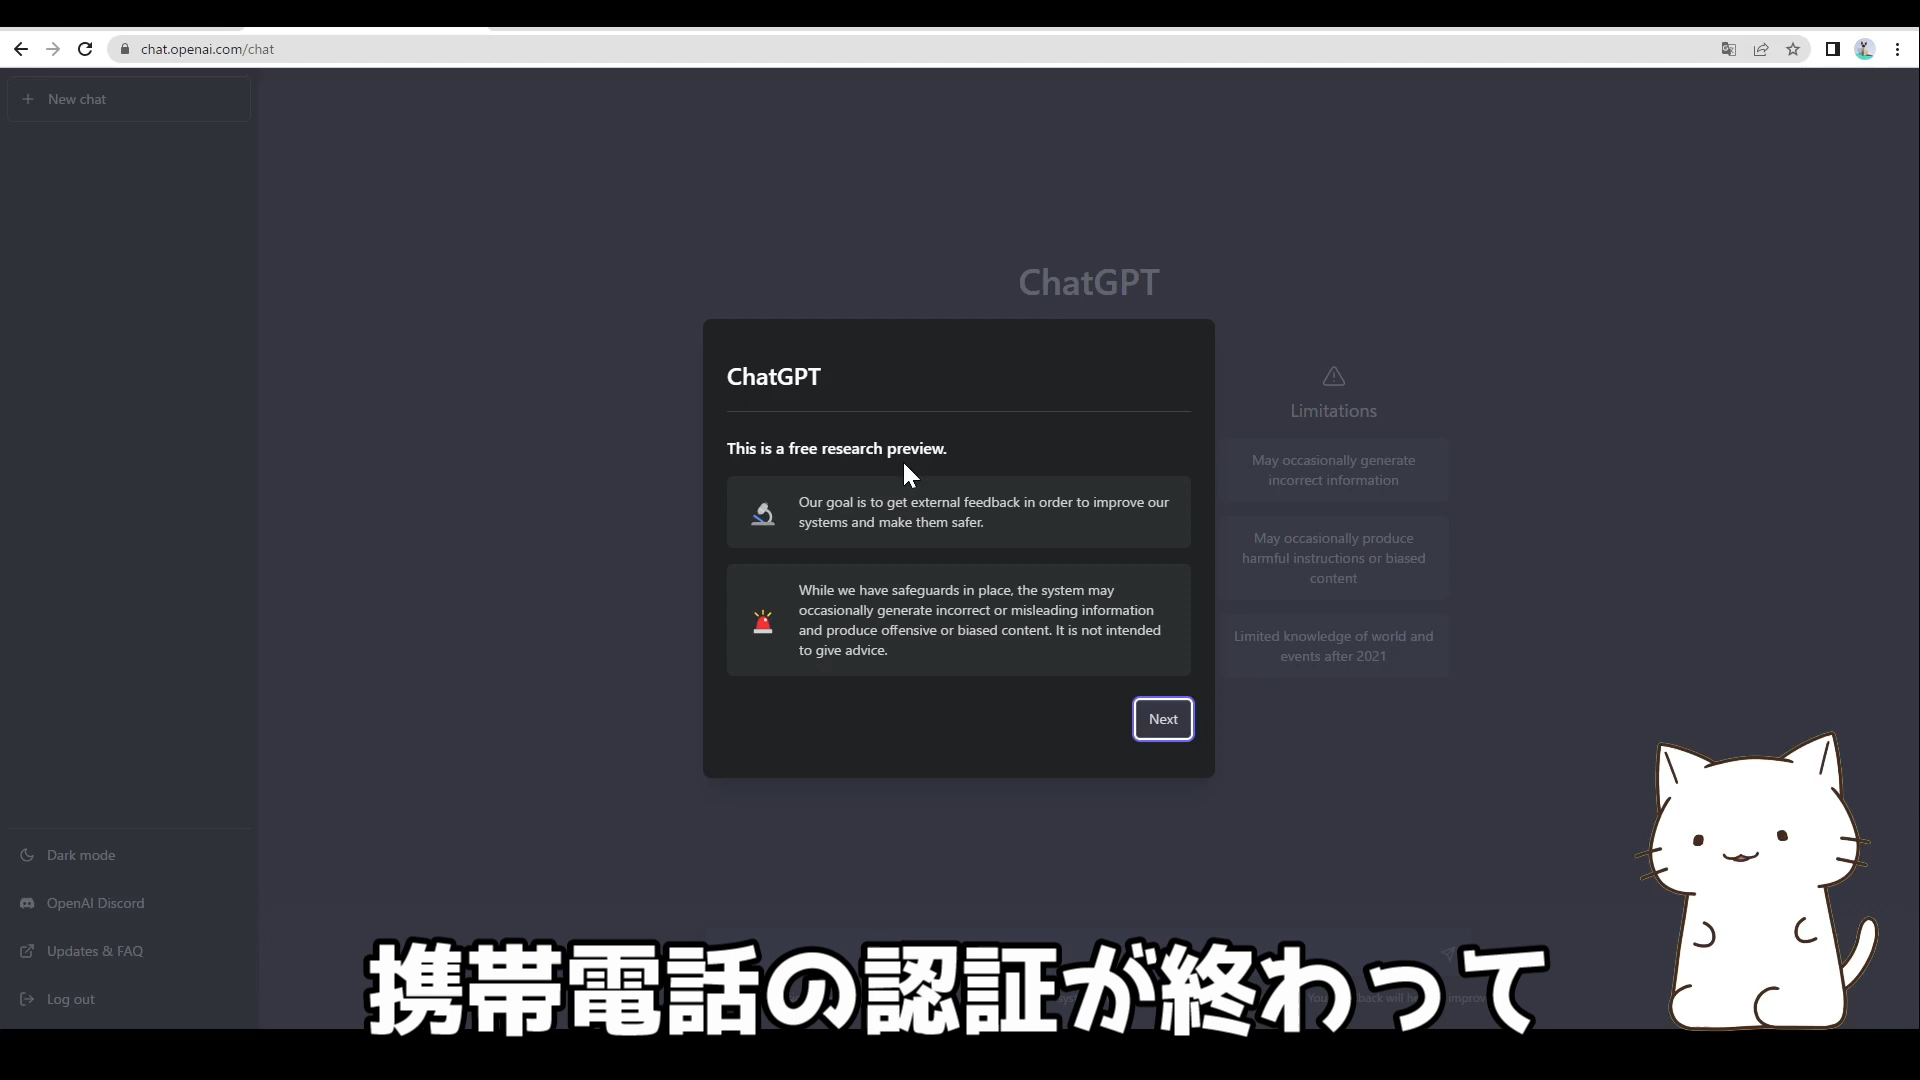 chat.openai.com/chat
New chat
ChatGPT
ChatGPT
This is a free research preview.
Our goal is to get external feedback in order to improve our
systems and make them safer.
While we have safeguards in place, the system may
occasionally generate incorrect or misleading information
and produce offensive or biased content. It is not intended
to give advice.
Next
Limitations
May occasionally generate
incorrect information
May occasionally produce
harmful instructions or biased
content
Limited knowledge of world and
events after 2021
Dark mode
OpenAI Discord
Updates & FAQ
Log out
携帯電話の認証が終わって